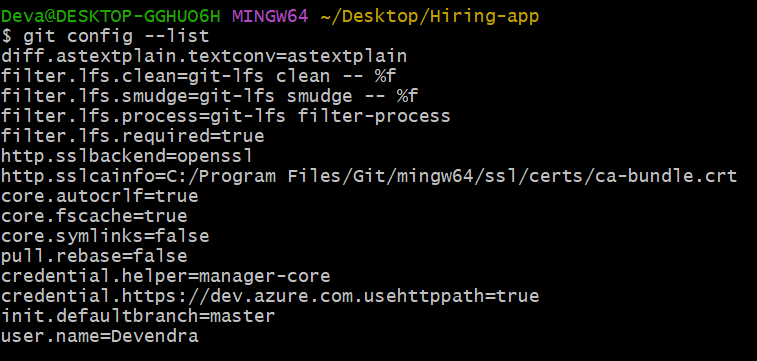 Deva@DESKTOP-GGHUO6H MINGW64 ~/Desktop/Hiring-app
$ git config --list
diff.astextplain.textconv=astextplain
filter.lfs.clean=git-lfs clean -- %f
filter.lfs.smudge=git-lfs smudge -- %f
filter.lfs.process=git-lfs filter-process
filter.lfs.required=true
http.sslbackend=openssl
http.sslcainfo=C:/Program Files/Git/mingw64/ssl/certs/ca-bundle.crt
core.autocrlf=true
core.fscache=true
core.symlinks=false
pull.rebase=false
credential.helper=manager-core
credential.https://dev.azure.com.usehttppath=true
init.defaultbranch=master
user.name=Devendra